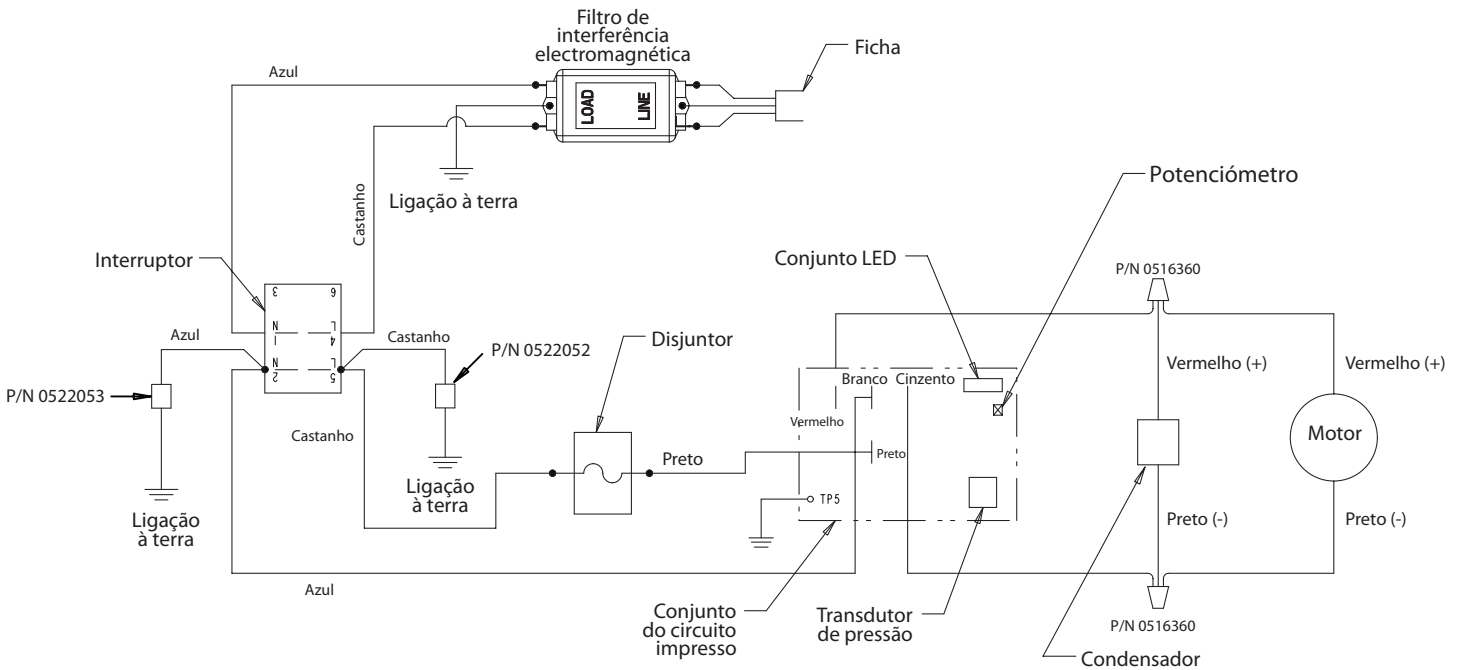 Filtro de
interferência
electromagnética
Ficha
Azul
LOAD
LINE
Ligação à terra
Castanho
Potenciómetro
Interruptor
Conjunto LED
P/N 0516360
3 6
N L
1 4
N L
2 5
Azul
Castanho
P/N 0522052
Disjuntor
P/N 0522053
Branco Cinzento
Vermelho (+)
Vermelho (+)
Vermelho
Castanho
Motor
Preto
Preto
Ligação
à terra
TP5
Ligação
à terra
Preto (-)
Preto (-)
Azul
Conjunto
do circuito
impresso
Transdutor
de pressão
P/N 0516360
Condensador